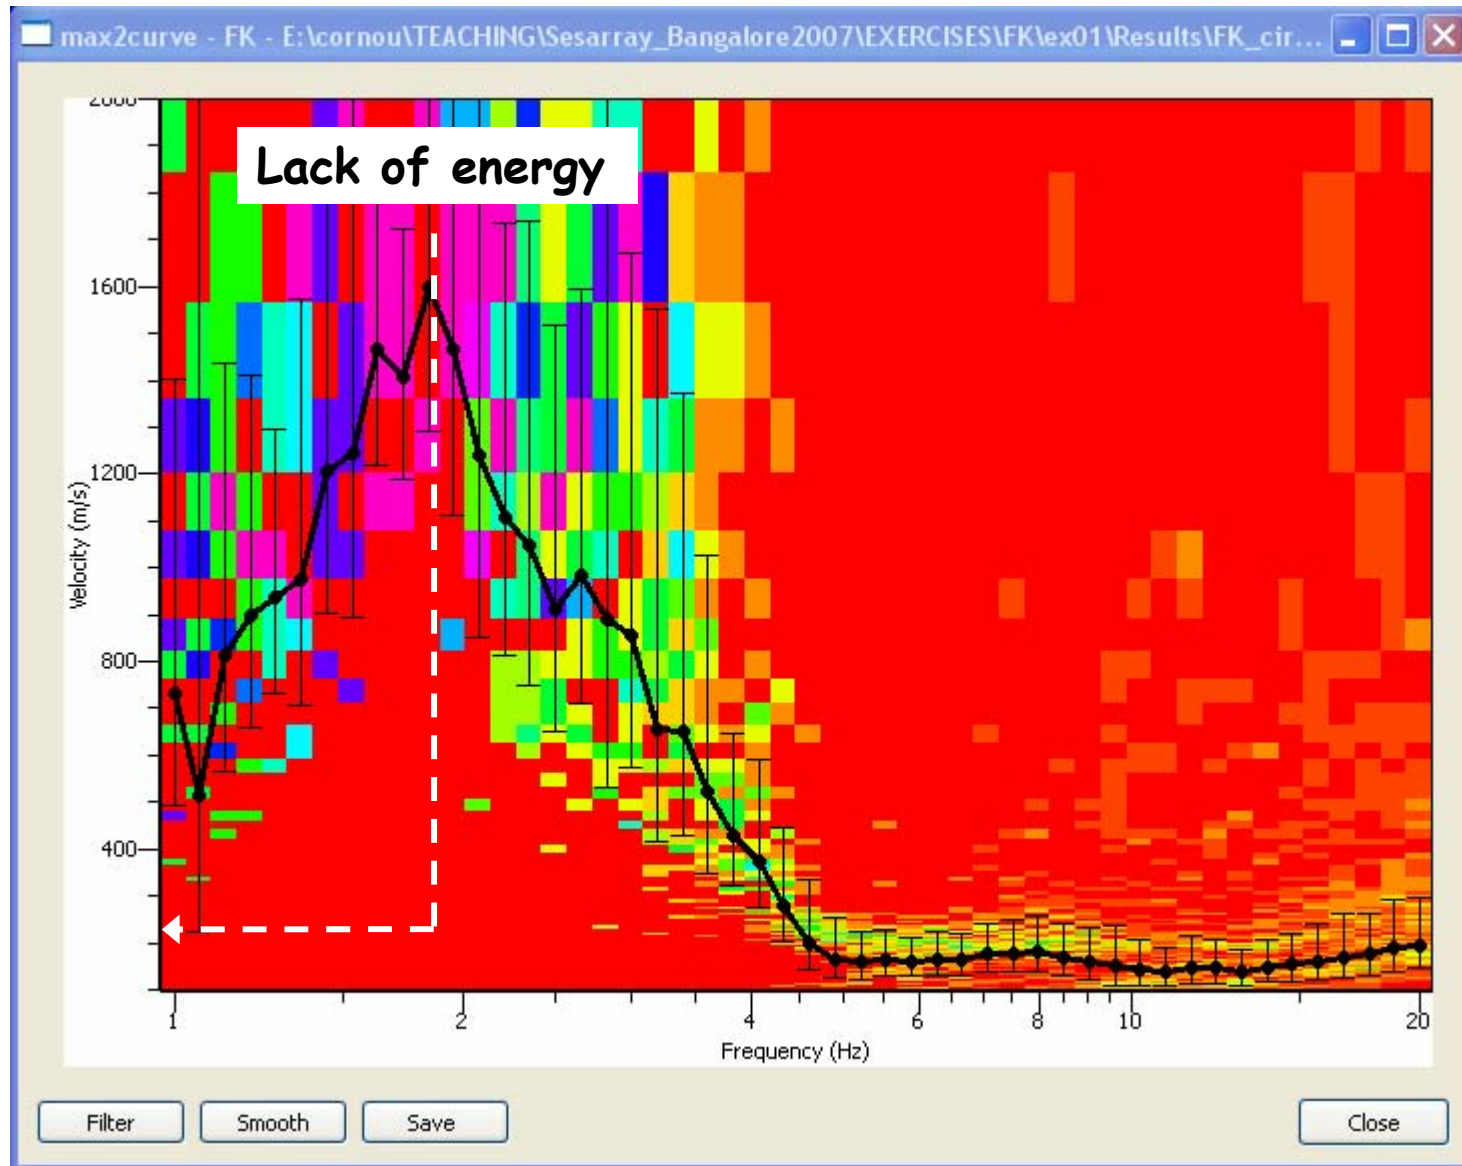 max2curve - FK - E:\cornou\TEACHING\Sesarray_Bangalore2007\EXERCISES\FK\ex01\Results\FK_cir...
2000
Lack of energy
1600
1200
Velocity (m/s)
800
400
1 2 4 6 8 10 20
Frequency (Hz)
Filter Smooth Save Close